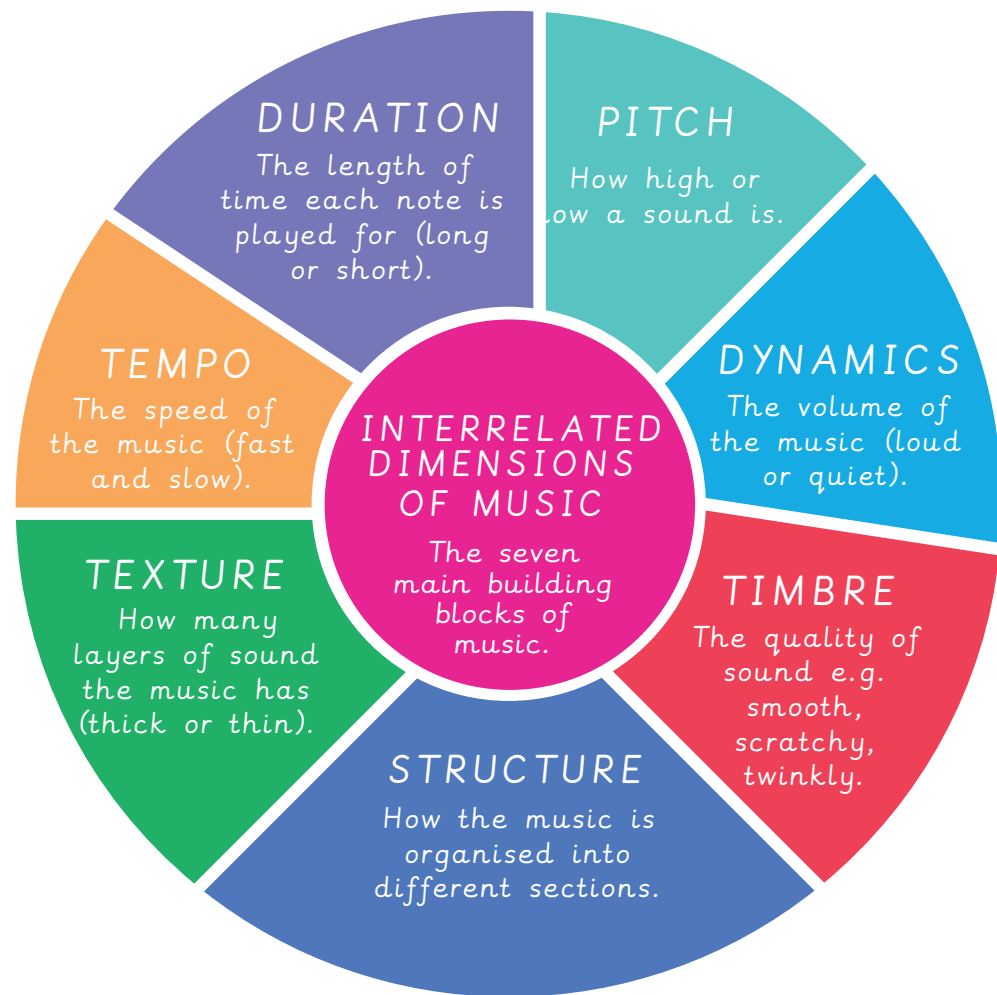 DURATION
The length of
time each note is
played for (long
or short).
PITCH
How high or
low a sound is.
DYNAMICS
The volume of
the music (loud
or quiet).
TIMBRE
The quality of
sound e.g.
smooth,
scratchy,
twinkly.
STRUCTURE
How the music is
organised into
different sections.
TEXTURE
How many
layers of sound
the music has
(thick or thin).
TEMPO
The speed of
the music (fast
and slow).
INTERRELATED
DIMENSIONS
OF MUSIC
The seven
main building
blocks of
music.